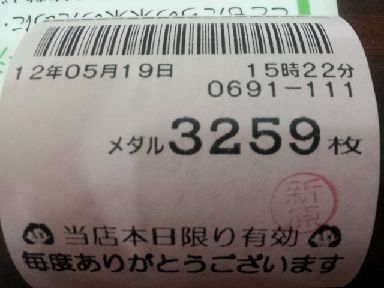 12年05月19日 15時22分
0691-111
メダル3259枚
新
当店本日限り有効
毎度ありがとうございます